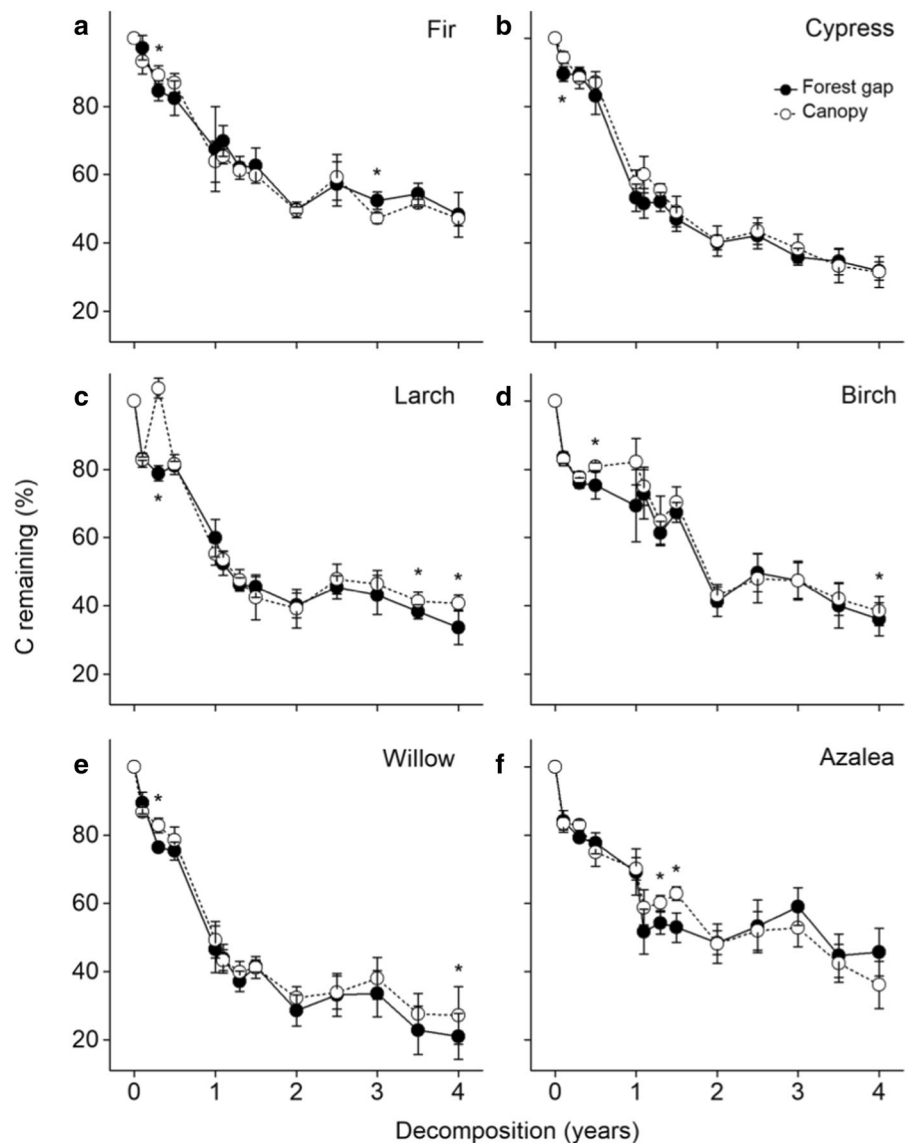 a Fir
*
*
80
60
40
20
b Cypress
Forest gap
Canopy
*
c Larch
80
60
40
20
*
*
*
d Birch
*
*
e Willow
80
60
40
20
*
*
f Azalea
*
*
C remaining (%)
0 1 2 3 4
0 1 2 3 4
Decomposition (years)